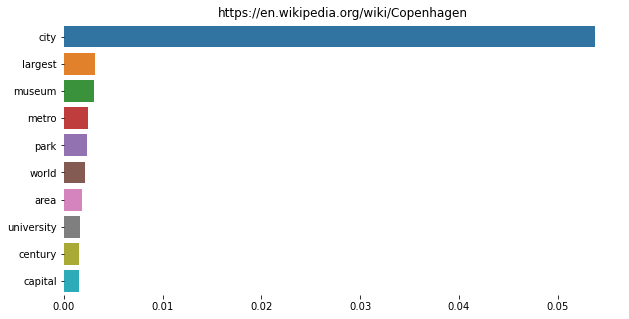 https://en.wikipedia.org/wiki/Copenhagen
city
largest
museum
metro
park
world
area
university
century
capital
0.00 0.01 0.02 0.03 0.04 0.05